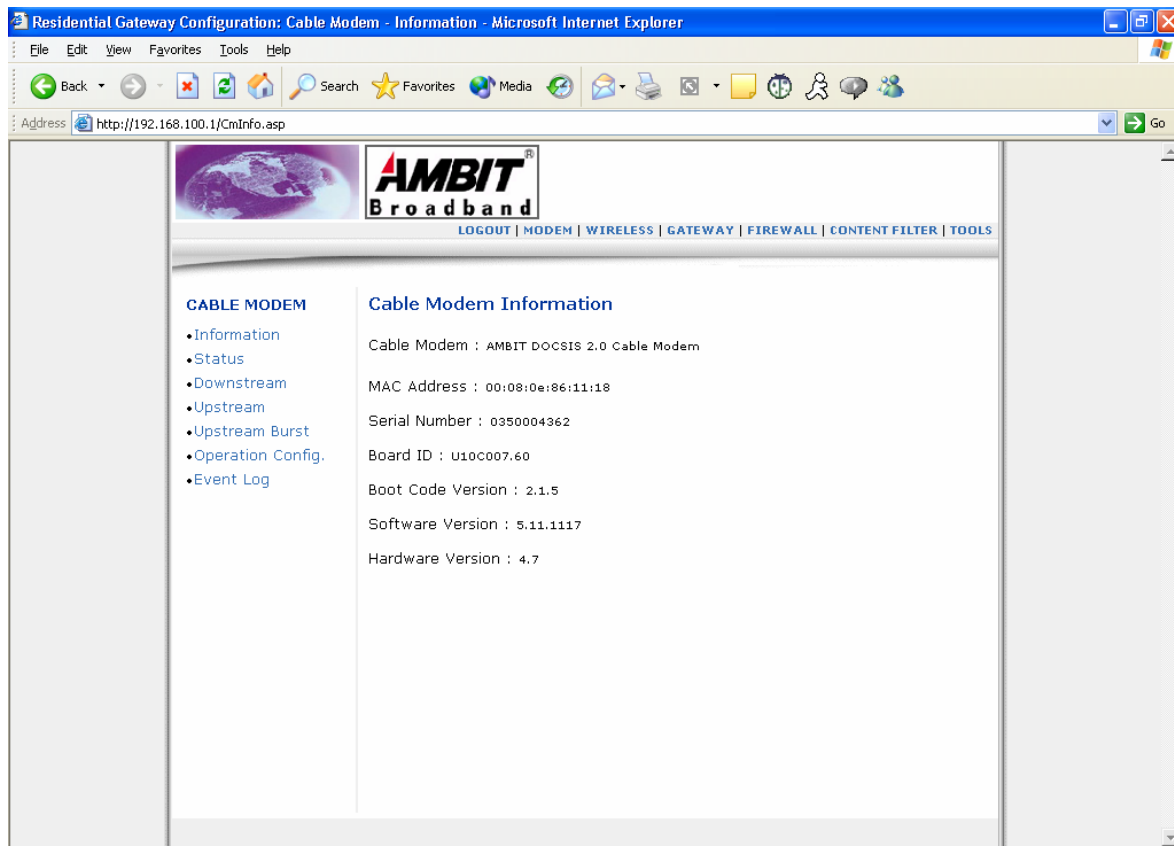 Residential Gateway Configuration: Cable Modem - Information - Microsoft Internet Explorer
File Edit View Favorites Tools Help
Back Search Favorites Media
Address http://192.168.100.1/CmInfo.asp Go
AMBIT®
Broadband
LOGOUT | MODEM | WIRELESS | GATEWAY | FIREWALL | CONTENT FILTER | TOOLS
CABLE MODEM
•Information
•Status
•Downstream
•Upstream
•Upstream Burst
•Operation Config.
•Event Log
Cable Modem Information
Cable Modem : AMBIT DOCSIS 2.0 Cable Modem
MAC Address : 00:08:0e:86:11:18
Serial Number : 0350004362
Board ID : U10C007.60
Boot Code Version : 2.1.5
Software Version : 5.11.1117
Hardware Version : 4.7